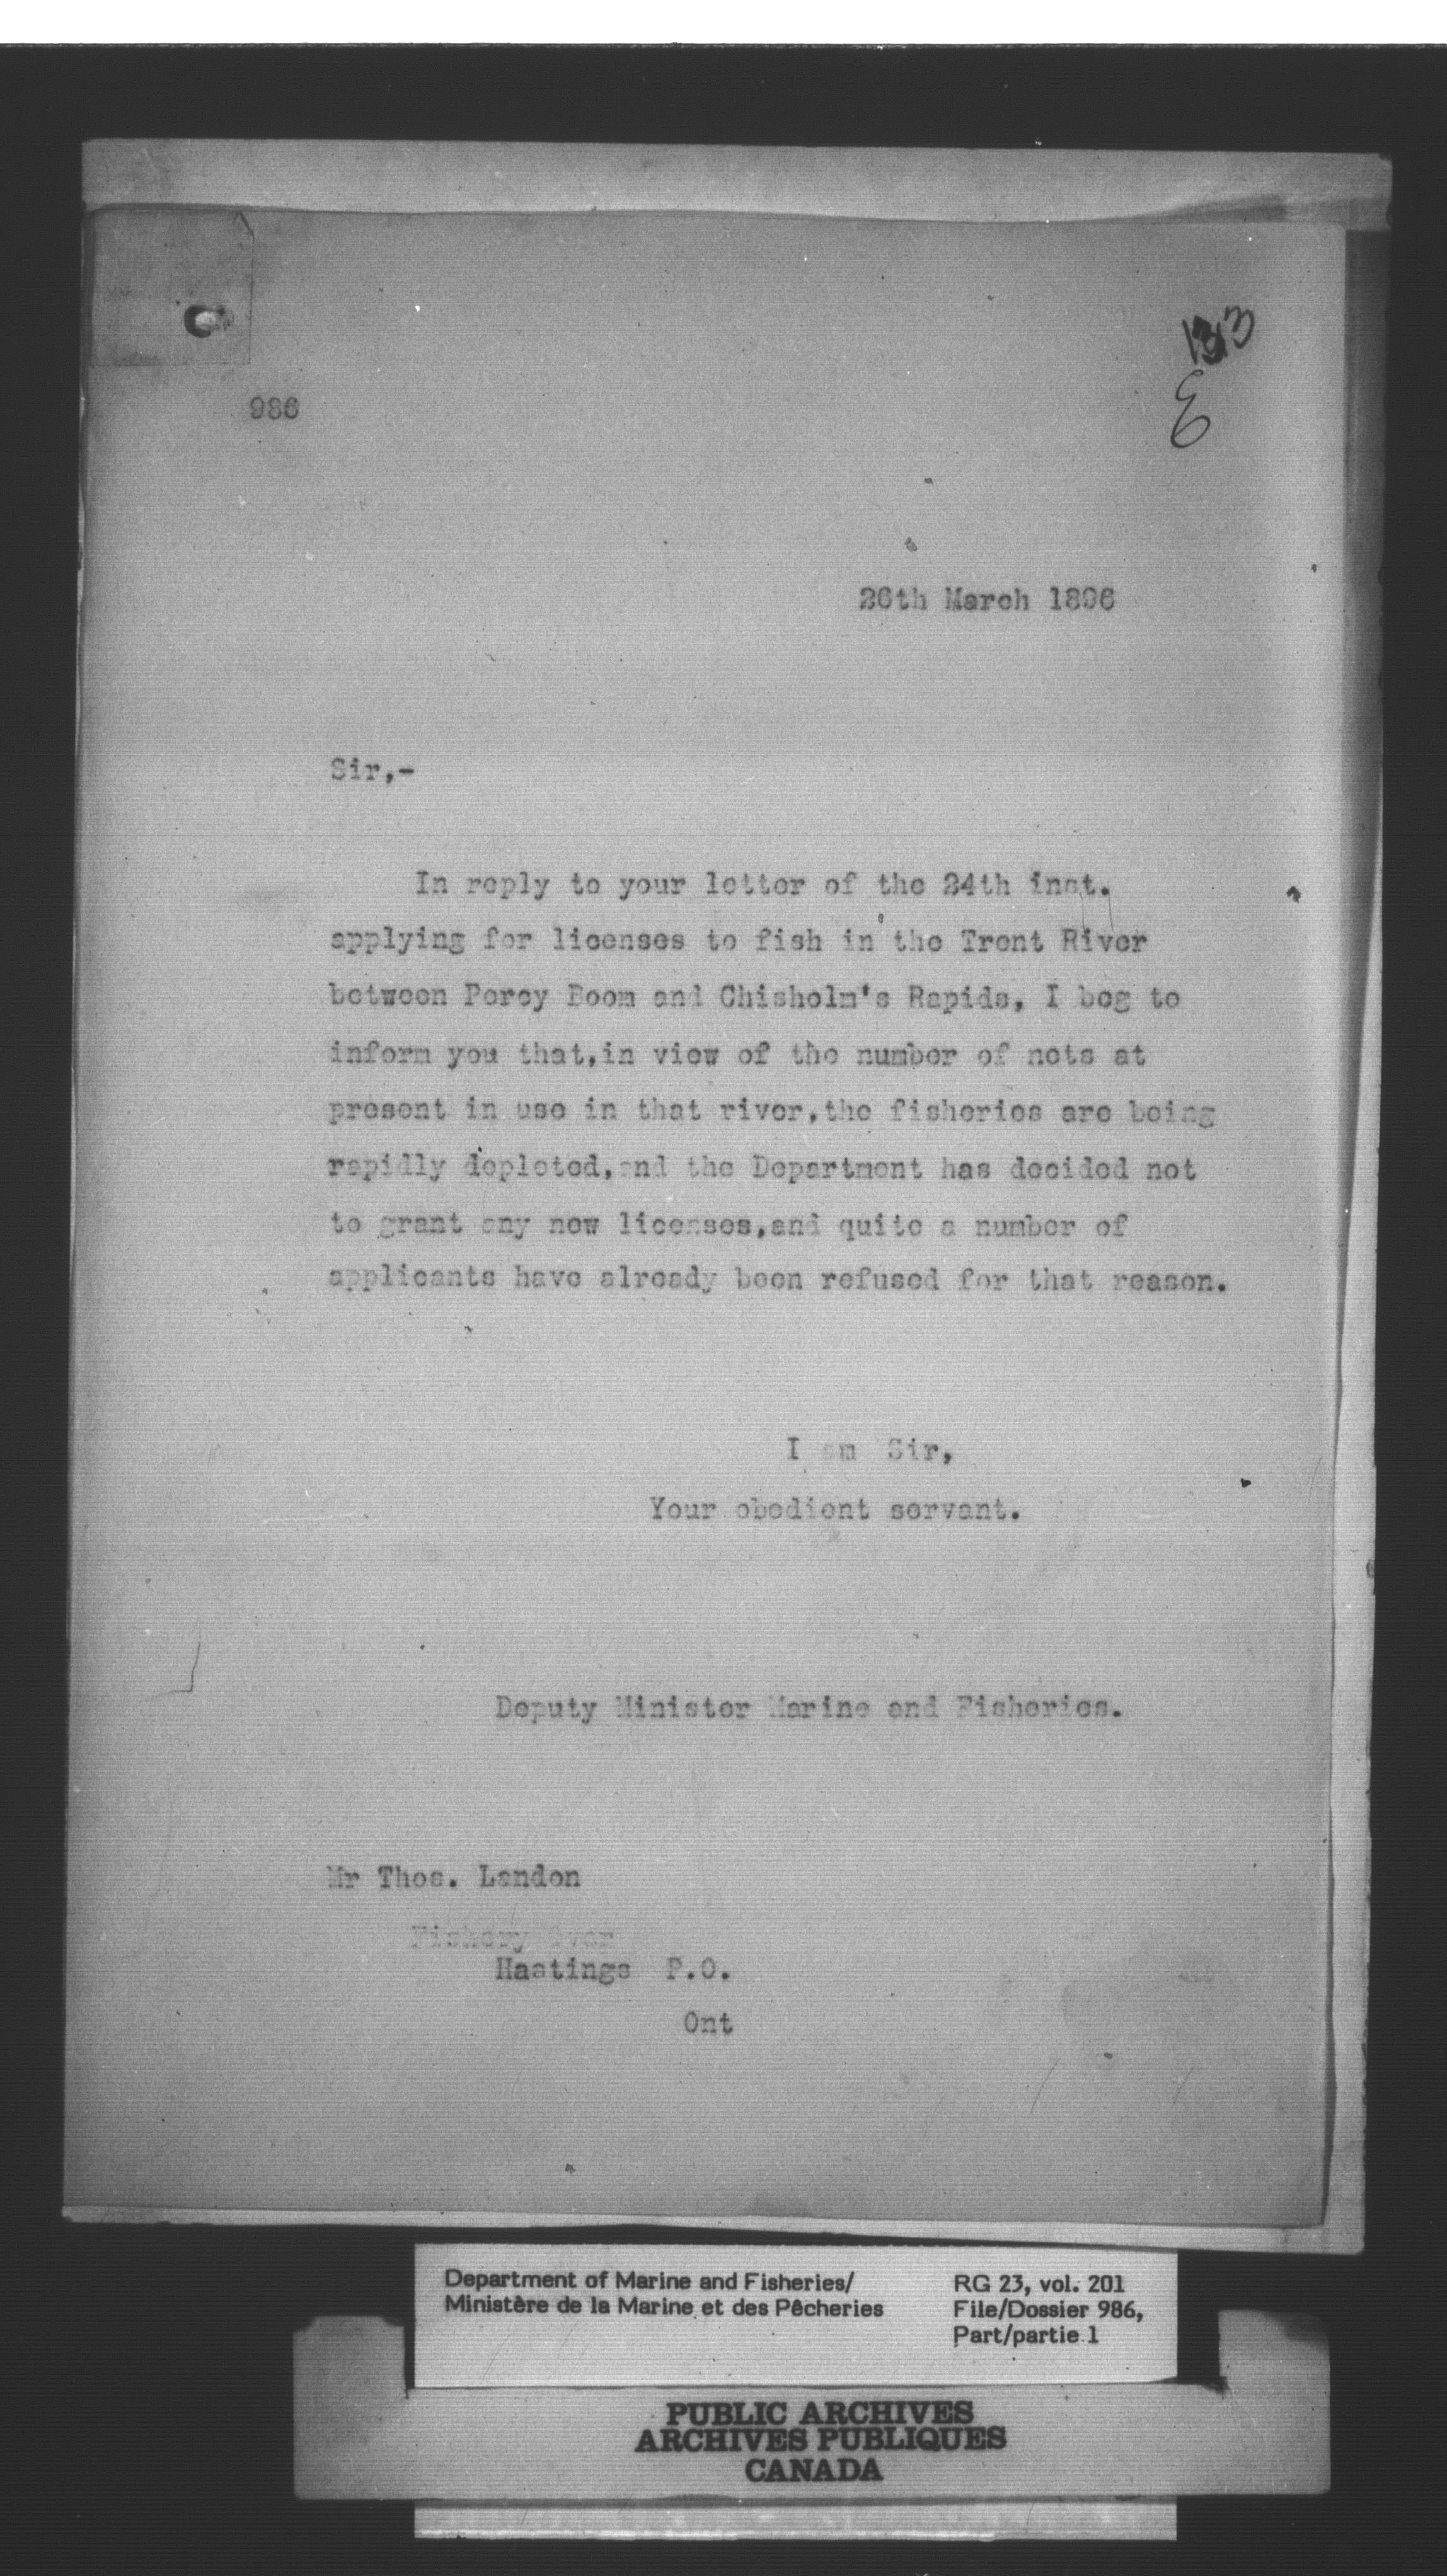 133
E
986
26th March 1896
Sir,-
In reply to your letter of the 24th inst.
applying for licenses to fish in the Trent River
between Percy Boom and Chisholm's Rapids, I beg to
inform you that,in view of the number of nets at
present in use in that river,the fisheries are being
rapidly depleted,and the Department has decided not
to grant any new licenses,and quite a number of
applicants have already been refused for that reason.
I am Sir,
Your obedient servant.
Deputy Minister Marine and Fisheries.
Mr Thos. Landon
Fishery Over
Hastings P.O.
Ont
Department of Marine and Fisheries/
Ministère de la Marine et des Pêcheries
RG 23, vol. 201
File/Dossier 986,
Part/partie 1
PUBLIC ARCHIVES
ARCHIVES PUBLIQUES
CANADA